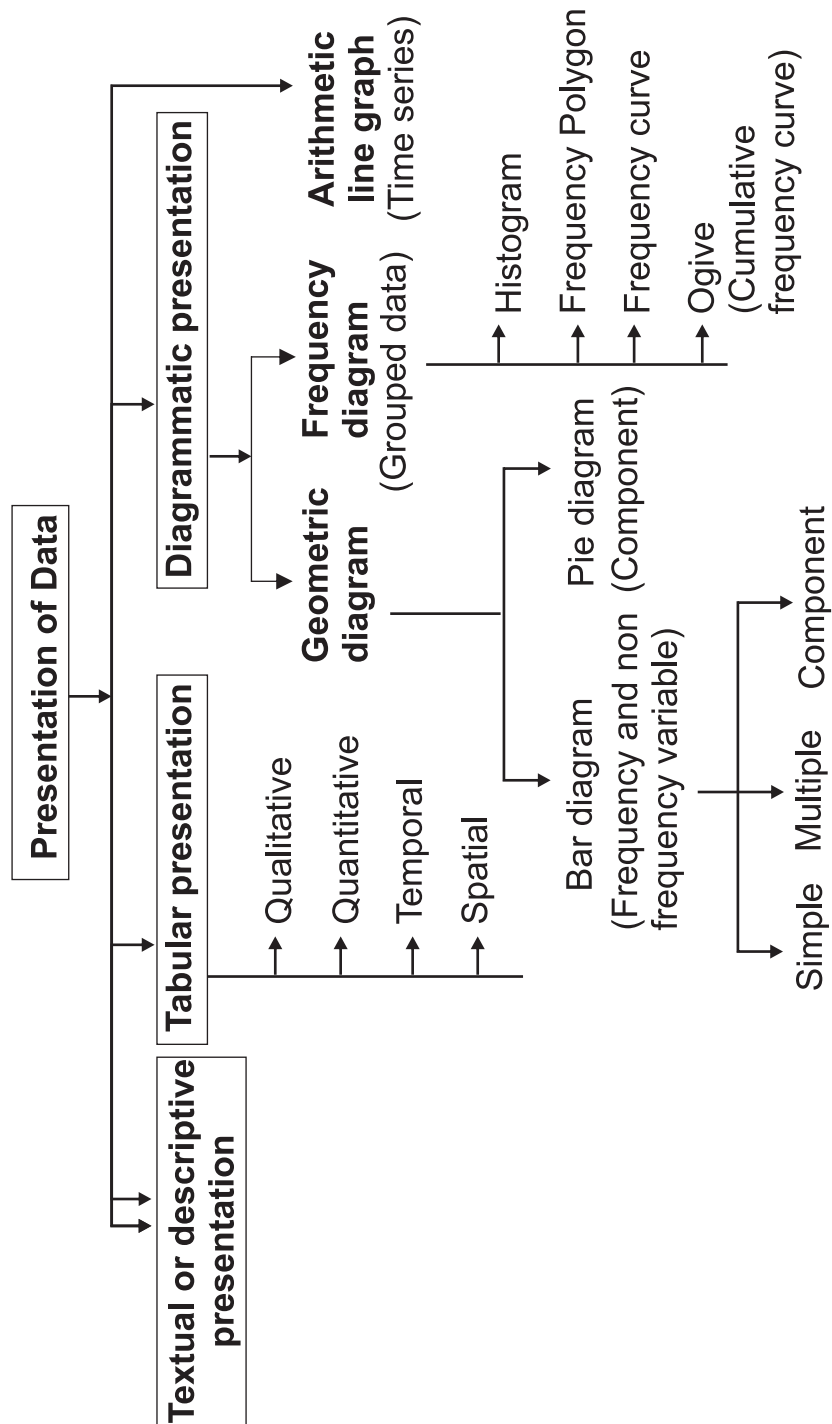 Presentation of Data
Textual or descriptive
presentation
Tabular presentation
Qualitative
Quantitative
Temporal
Spatial
Diagrammatic presentation
Geometric
diagram
Bar diagram
(Frequency and non
frequency variable)
Simple
Multiple
Component
Pie diagram
(Component)
Frequency
diagram
(Grouped data)
Histogram
Frequency Polygon
Frequency curve
Ogive
(Cumulative
frequency curve)
Arithmetic
line graph
(Time series)